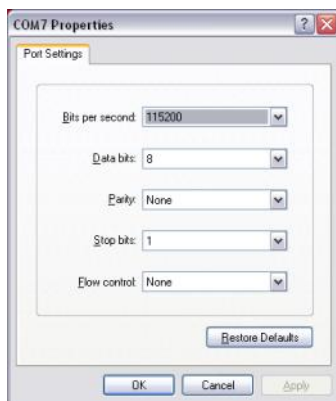 COM7 Properties
Port Settings
Bits per second: 115200
Data bits: 8
Parity: None
Stop bits: 1
Flow control: None
Restore Defaults
OK Cancel Apply